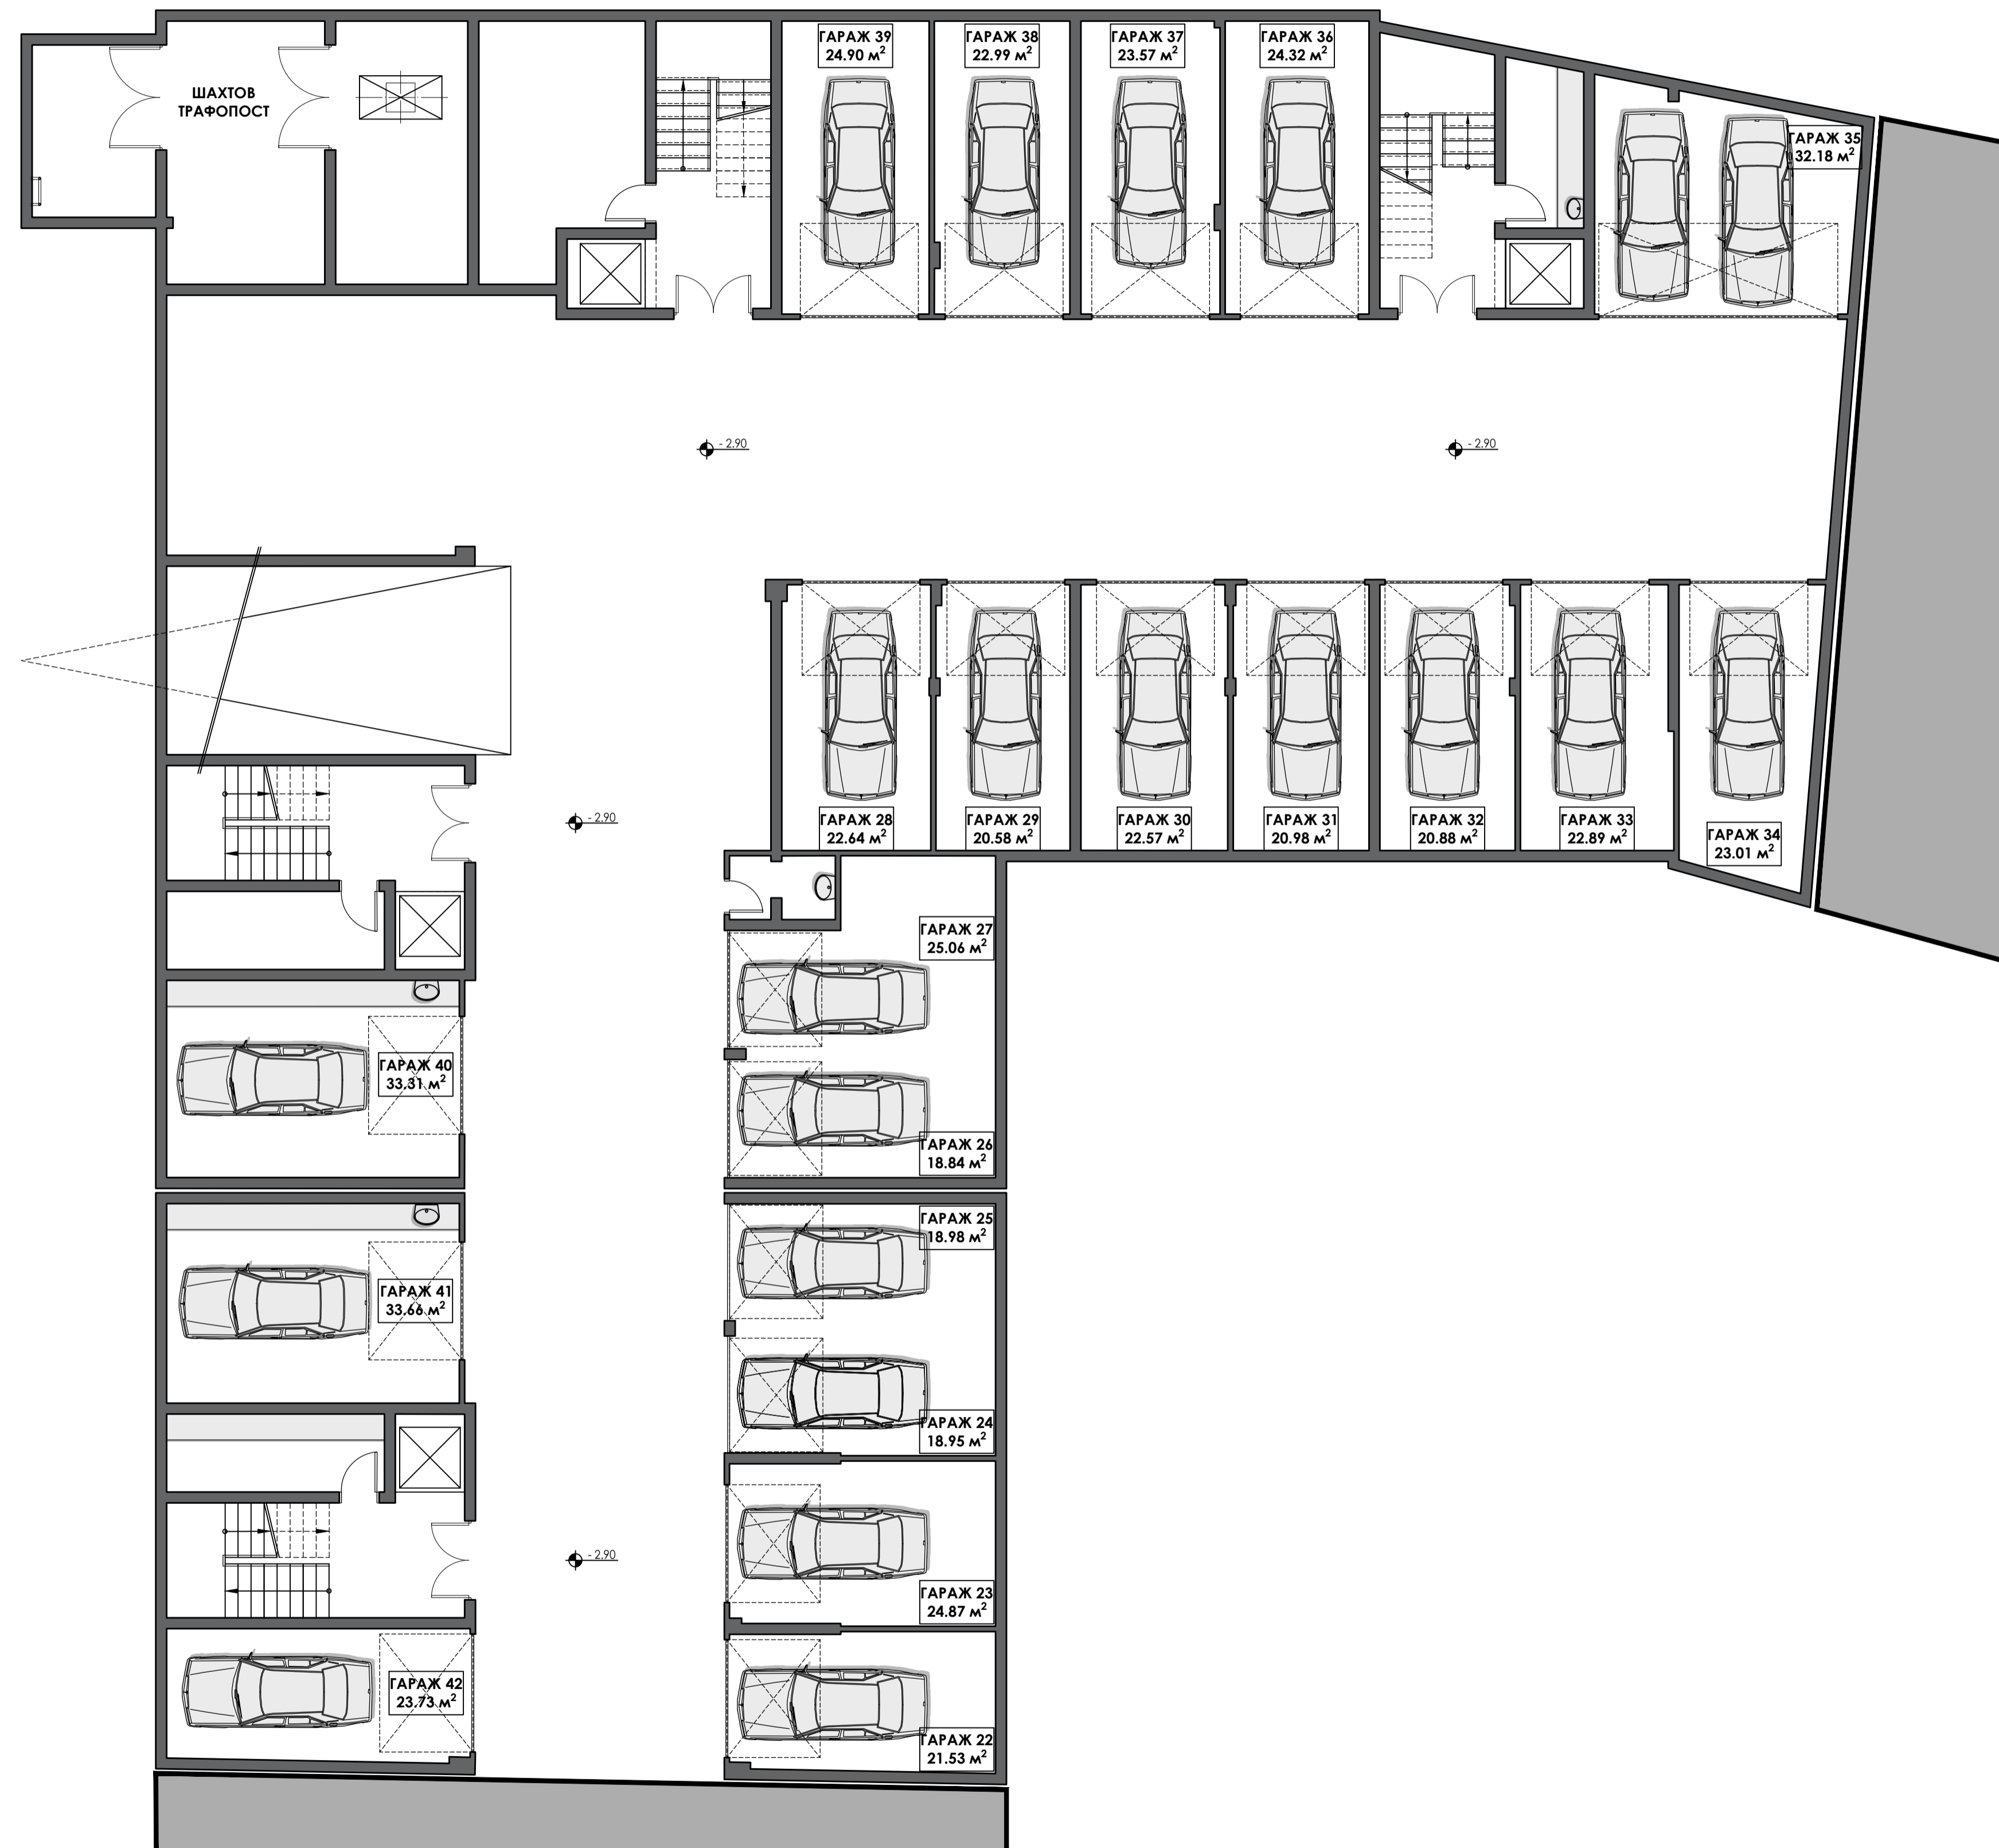 ГАРАЖ 39
24.90 м²
ГАРАЖ 38
22.99 м²
ГАРАЖ 37
23.57 м²
ГАРАЖ 36
24.32 м²
ШАХТОВ
ТРАФОПОСТ
ГАРАЖ 35
32.18 м²
- 2.90
- 2.90
ГАРАЖ 28
22.64 м²
ГАРАЖ 29
20.58 м²
ГАРАЖ 30
22.57 м²
ГАРАЖ 31
20.98 м²
ГАРАЖ 32
20.88 м²
ГАРАЖ 33
22.89 м²
ГАРАЖ 34
23.01 м²
- 2.90
ГАРАЖ 27
25.06 м²
ГАРАЖ 40
33.31 м²
ГАРАЖ 26
18.84 м²
ГАРАЖ 25
18.98 м²
ГАРАЖ 41
33.66 м²
ГАРАЖ 24
18.95 м²
- 2.90
ГАРАЖ 23
24.87 м²
ГАРАЖ 42
23.73 м²
ГАРАЖ 22
21.53 м²